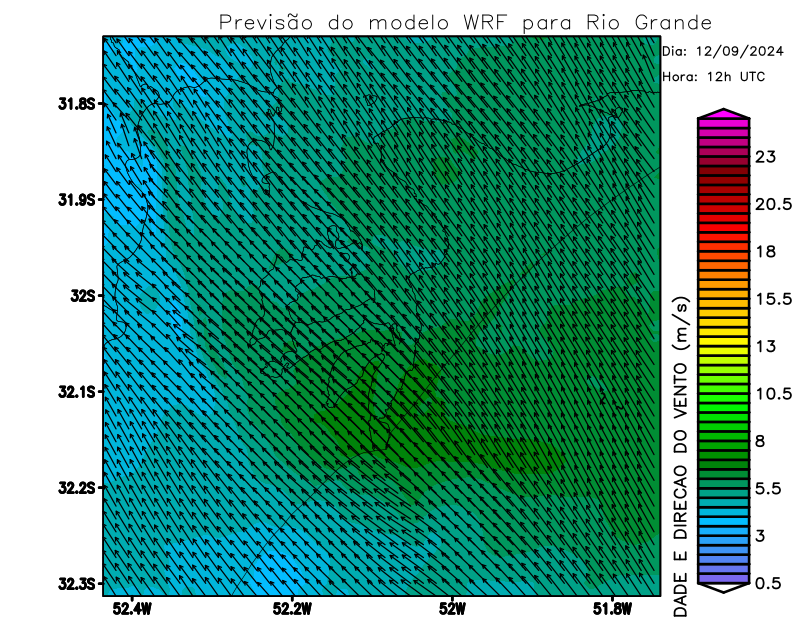 Previsão do modelo WRF para Rio Grande
Dia: 12/09/2024
Hora: 12h UTC
31.8S
31.9S
32S
32.1S
32.2S
32.3S
52.4W
52.2W
52W
51.8W
23
20.5
18
15.5
13
10.5
8
5.5
3
0.5
DADE E DIRECAO DO VENTO (m/s)